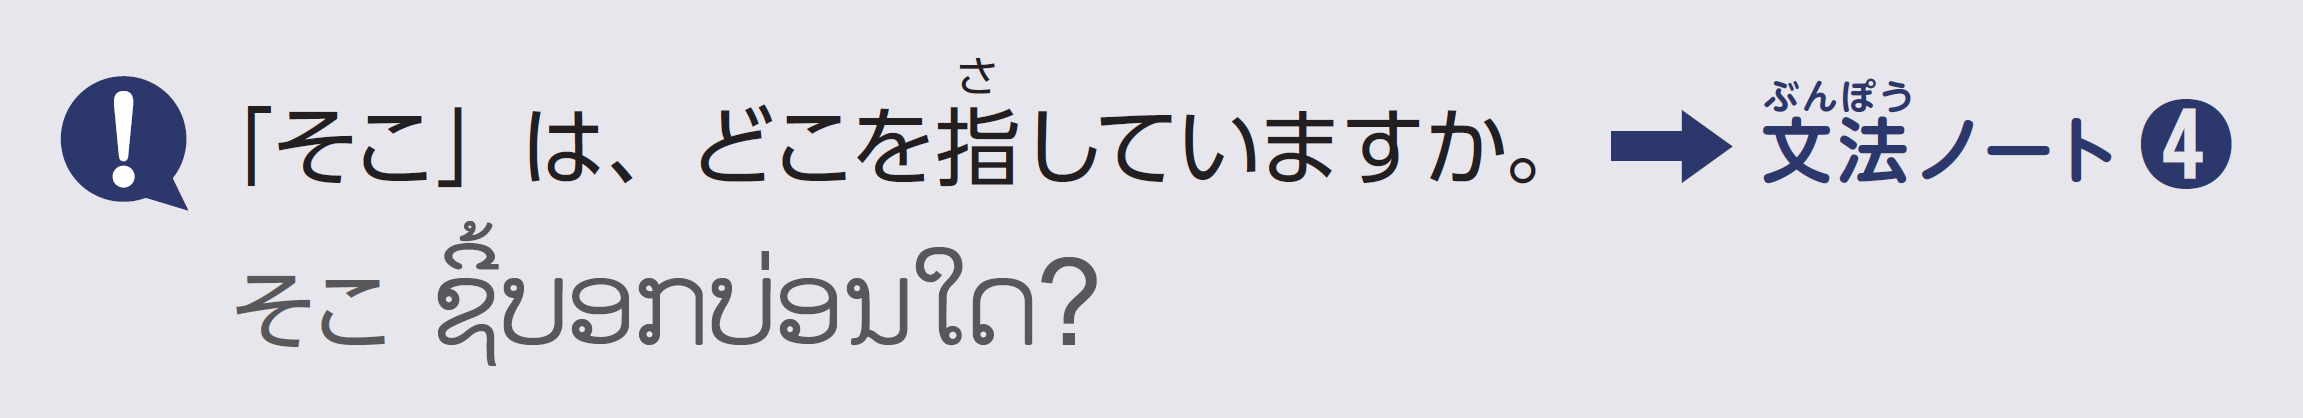 「そこ」は、どこを指していますか。 ➡ 文法ノート ❹
さ
ぶんぽう
そこ ຊີ້ບອກບ່ອນໃດ?